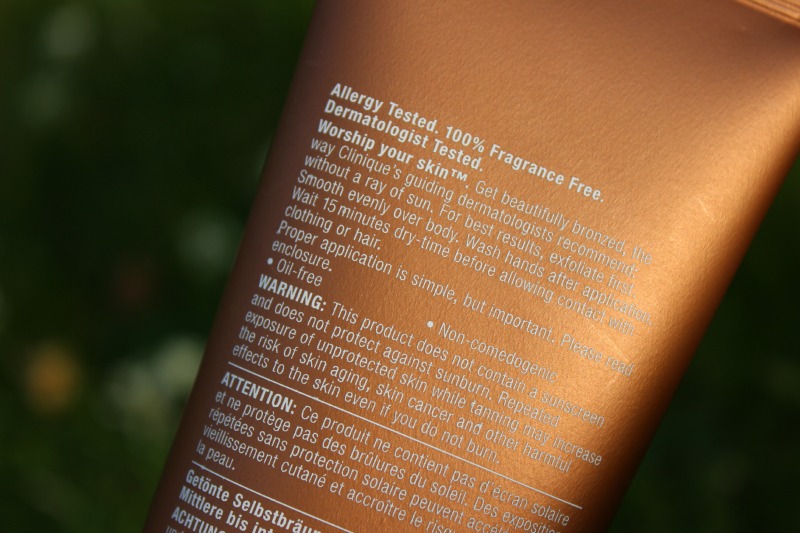 Allergy Tested. 100% Fragrance Free.
Dermatologist Tested.
Worship your skin™. Get beautifully bronzed, the
way Clinique's guiding dermatologists recommend:
without a ray of sun. For best results, exfoliate first.
Smooth evenly over body. Wash hands after application.
Wait 15 minutes dry-time before allowing contact with
clothing or hair.
Proper application is simple, but important. Please read
enclosure.
• Oil-free • Non-comedogenic
WARNING: This product does not contain a sunscreen
and does not protect against sunburn. Repeated
exposure of unprotected skin while tanning may increase
the risk of skin aging, skin cancer and other harmful
effects to the skin even if you do not burn.
ATTENTION: Ce produit ne contient pas d'écran solaire
et ne protège pas des brûlures du soleil. Des exposition
répétées sans protection solaire peuvent
vieillissement cutané et accroître le
la peau.
Getönte
Mittlere bis